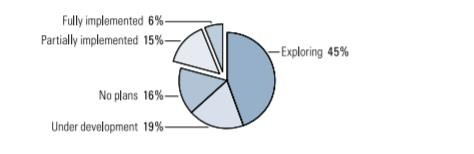 Fully implemented 6%
Partially implemented 15%
Exploring 45%
No plans 16%
Under development 19%